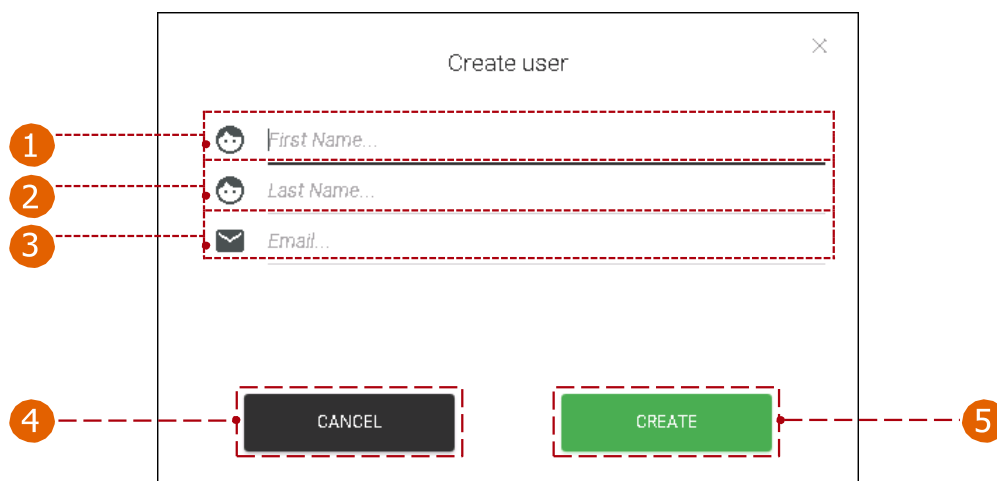 Create user
1 First Name...
2 Last Name...
3 Email...
4 CANCEL CREATE 5